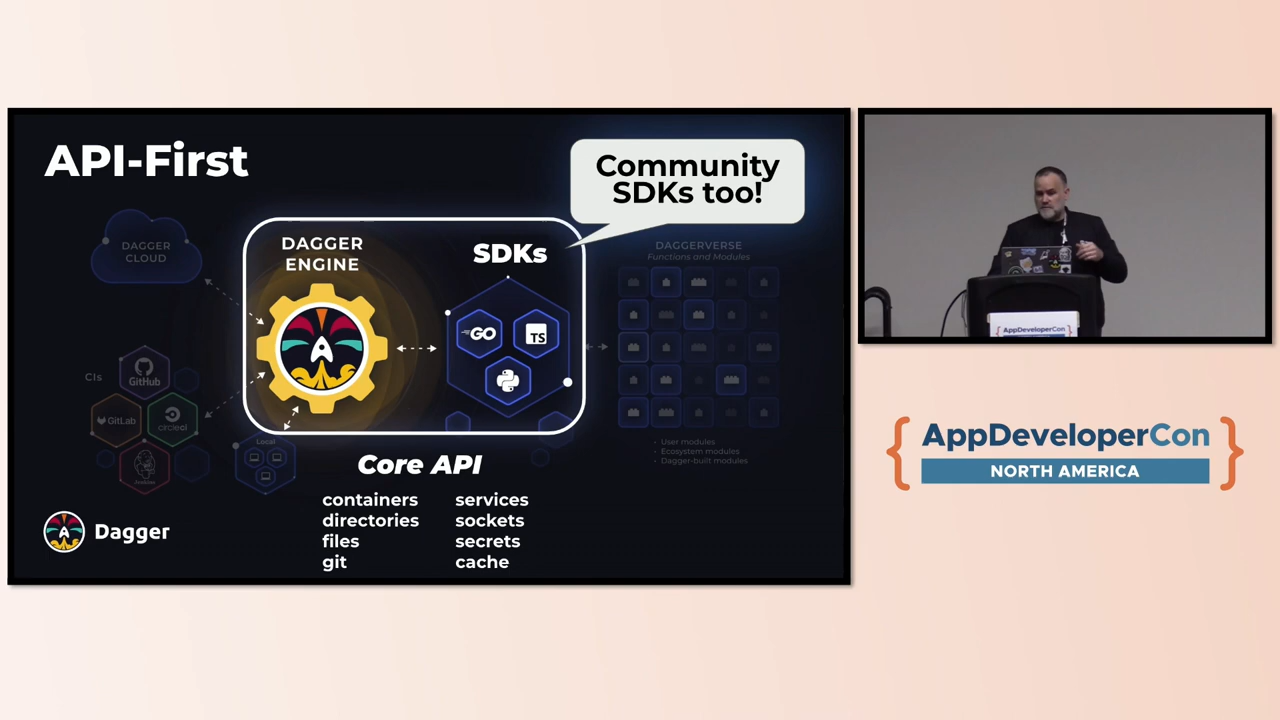 API-First
Community
SDKs too!
DAGGER
CLOUD
DAGGER
ENGINE
SDKs
DAGGERVERSE
Functions and Modules
GO
TS
CIs
GitHub
GitLab
circleci
Jenkins
Local
• User modules
• Ecosystem modules
• Dagger-built modules
Core API
containers
directories
files
git
services
sockets
secrets
cache
Dagger
AppDeveloperCon
AppDeveloperCon
NORTH AMERICA